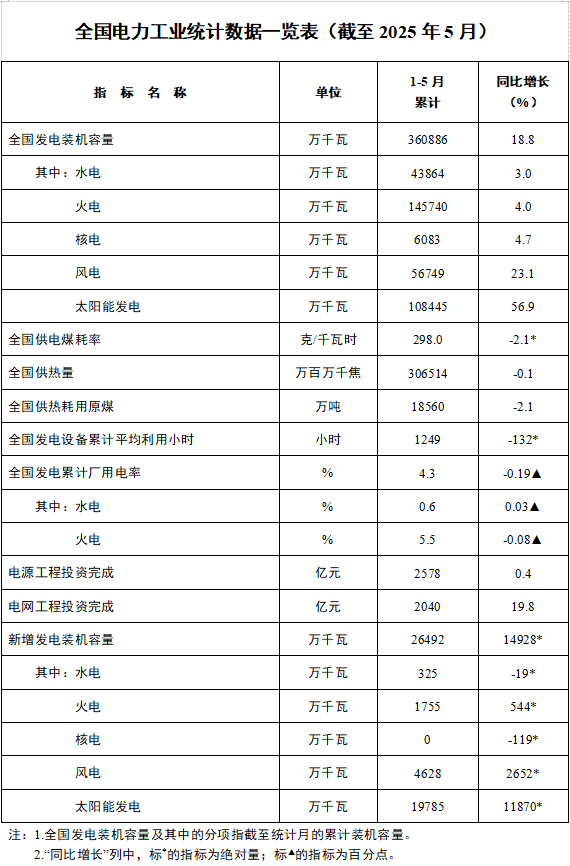 全国电力工业统计数据一览表（截至 2025 年 5 月）
指 标 名 称 单位 1-5 月累计 同比增长（%）
全国发电装机容量 万千瓦 360886 18.8
其中：水电 万千瓦 43864 3.0
火电 万千瓦 145740 4.0
核电 万千瓦 6083 4.7
风电 万千瓦 56749 23.1
太阳能发电 万千瓦 108445 56.9
全国供电煤耗率 克/千瓦时 298.0 -2.1*
全国供热量 万百万千焦 306514 -0.1
全国供热耗用原煤 万吨 18560 -2.1
全国发电设备累计平均利用小时 小时 1249 -132*
全国发电累计厂用电率 % 4.3 -0.19▲
其中：水电 % 0.6 0.03▲
火电 % 5.5 -0.08▲
电源工程投资完成 亿元 2578 0.4
电网工程投资完成 亿元 2040 19.8
新增发电装机容量 万千瓦 26492 14928*
其中：水电 万千瓦 325 -19*
火电 万千瓦 1755 544*
核电 万千瓦 0 -119*
风电 万千瓦 4628 2652*
太阳能发电 万千瓦 19785 11870*
注：1.全国发电装机容量及其中的分项指截至统计月的累计装机容量。
2.“同比增长”列中，标*的指标为绝对量；标▲的指标为百分点。